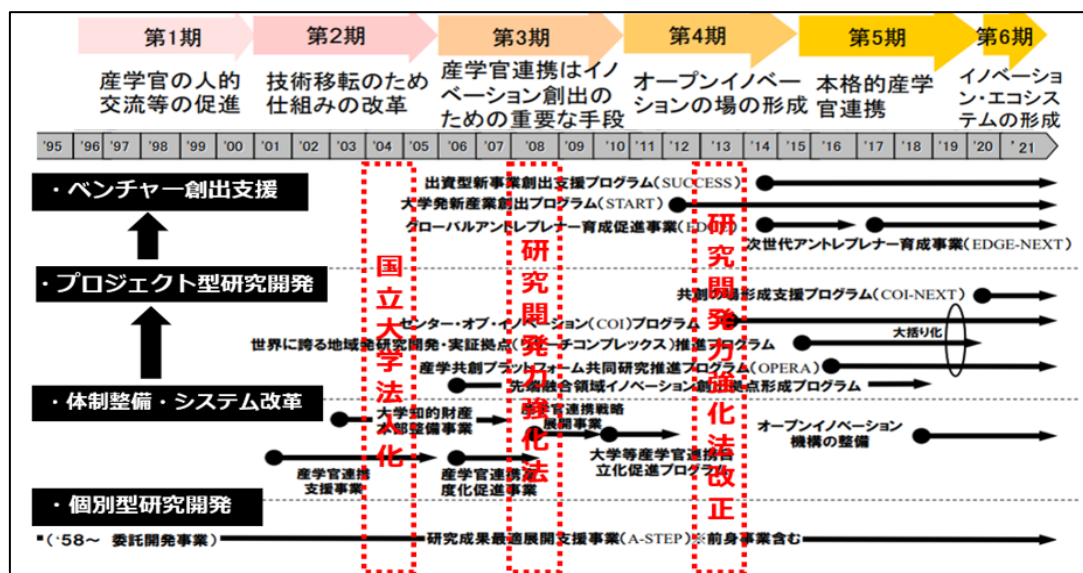 第1期
第2期
第3期
第4期
第5期
第6期
産学官の人的
交流等の促進
技術移転のため
仕組みの改革
産学官連携はイノ
ベーション創出の
ための重要な手段
オープンイノベー
ションの場の形成
本格的産学
官連携
イノベーショ
ン・エコシス
テムの形成
'95 '96 '97 '98 '99 '00 '01 '02 '03 '04 '05 '06 '07 '08 '09 '10 '11 '12 '13 '14 '15 '16 '17 '18 '19 '20 '21
・ベンチャー創出支援
出資型新事業創出支援プログラム(SUCCESS)
大学発新産業創出プログラム(START)
グローバルアントレプレナー育成促進事業(EDGE)
次世代アントレプレナー育成事業(EDGE-NEXT)
・プロジェクト型研究開発
共創の場形成支援プログラム(COI-NEXT)
センター・オブ・イノベーション(COI)プログラム
大括り化
世界に誇る地域発研究開発・実証拠点(リサーチコンプレックス)推進プログラム
産学共創プラットフォーム共同研究推進プログラム(OPERA)
先端融合領域イノベーション創出拠点形成プログラム
・体制整備・システム改革
大学知的財産
本部整備事業
産学官連携戦略
展開事業
オープンイノベーション
機構の整備
大学等産学官連携自
立化促進プログラム
産学官連携
支援事業
産学官連携
度化促進事業
・個別型研究開発
('58～ 委託開発事業)
研究成果最適展開支援事業(A-STEP)※前身事業含む
国立大学法人化
研究開発力強化法
研究開発力強化法改正